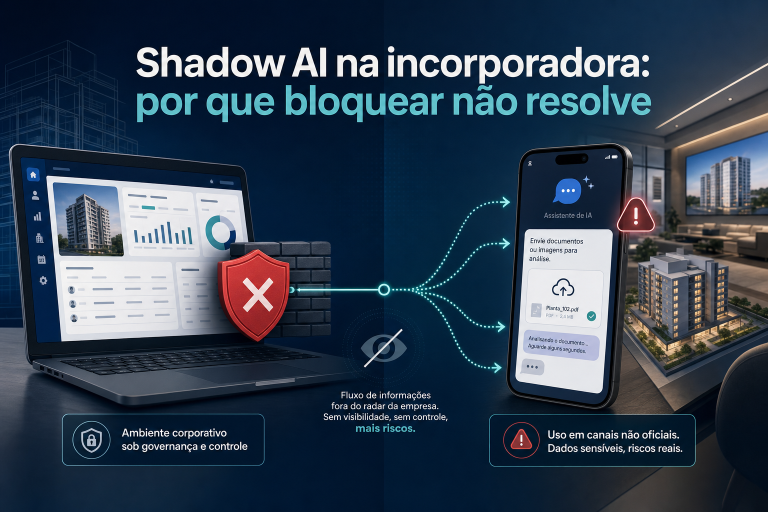 Shadow AI na incorporadora:
por que bloquear não resolve
Assistente de IA
Envie documentos
ou imagens para
análise.
Planta_102.pdf
Analisando o documento...
Aguarde alguns segundos.
Fluxo de informações
fora do radar da empresa.
Sem visibilidade, sem controle,
mais riscos.
Ambiente corporativo
sob governança e controle
Uso em canais não oficiais.
Dados sensíveis, riscos reais.